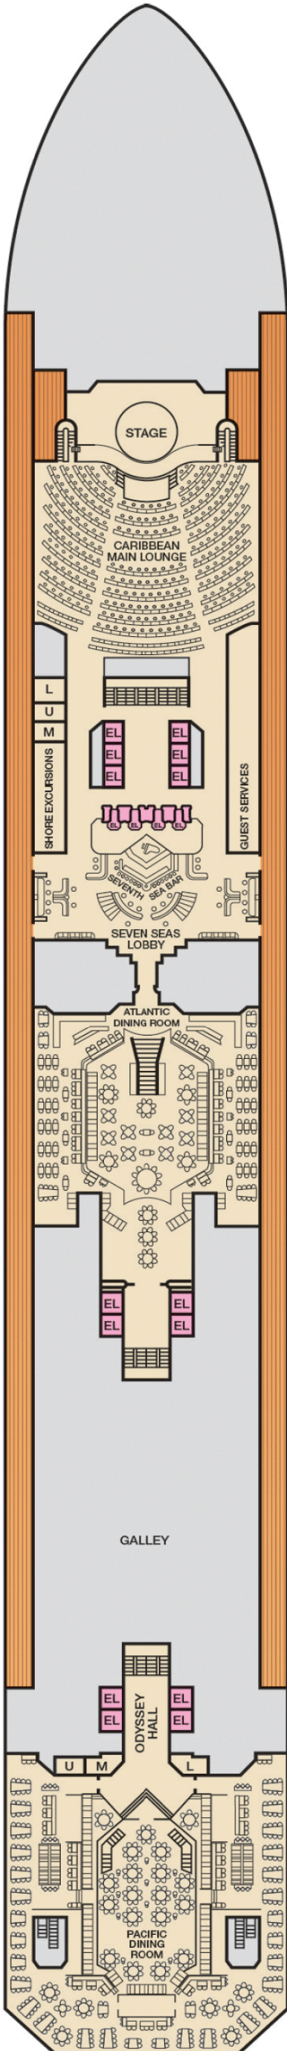 STAGE
CARIBBEAN
MAIN LOUNGE
L
U
M
SHORE EXCURSIONS
GUEST SERVICES
EL
EL
EL
EL
EL
EL
EL
EL
EL
EL
SEVENTH SEA BAR
SEVEN SEAS
LOBBY
ATLANTIC
DINING ROOM
EL
EL
EL
EL
GALLEY
EL
EL
ODYSSEY
HALL
EL
EL
U
M
L
PACIFIC
DINING
ROOM